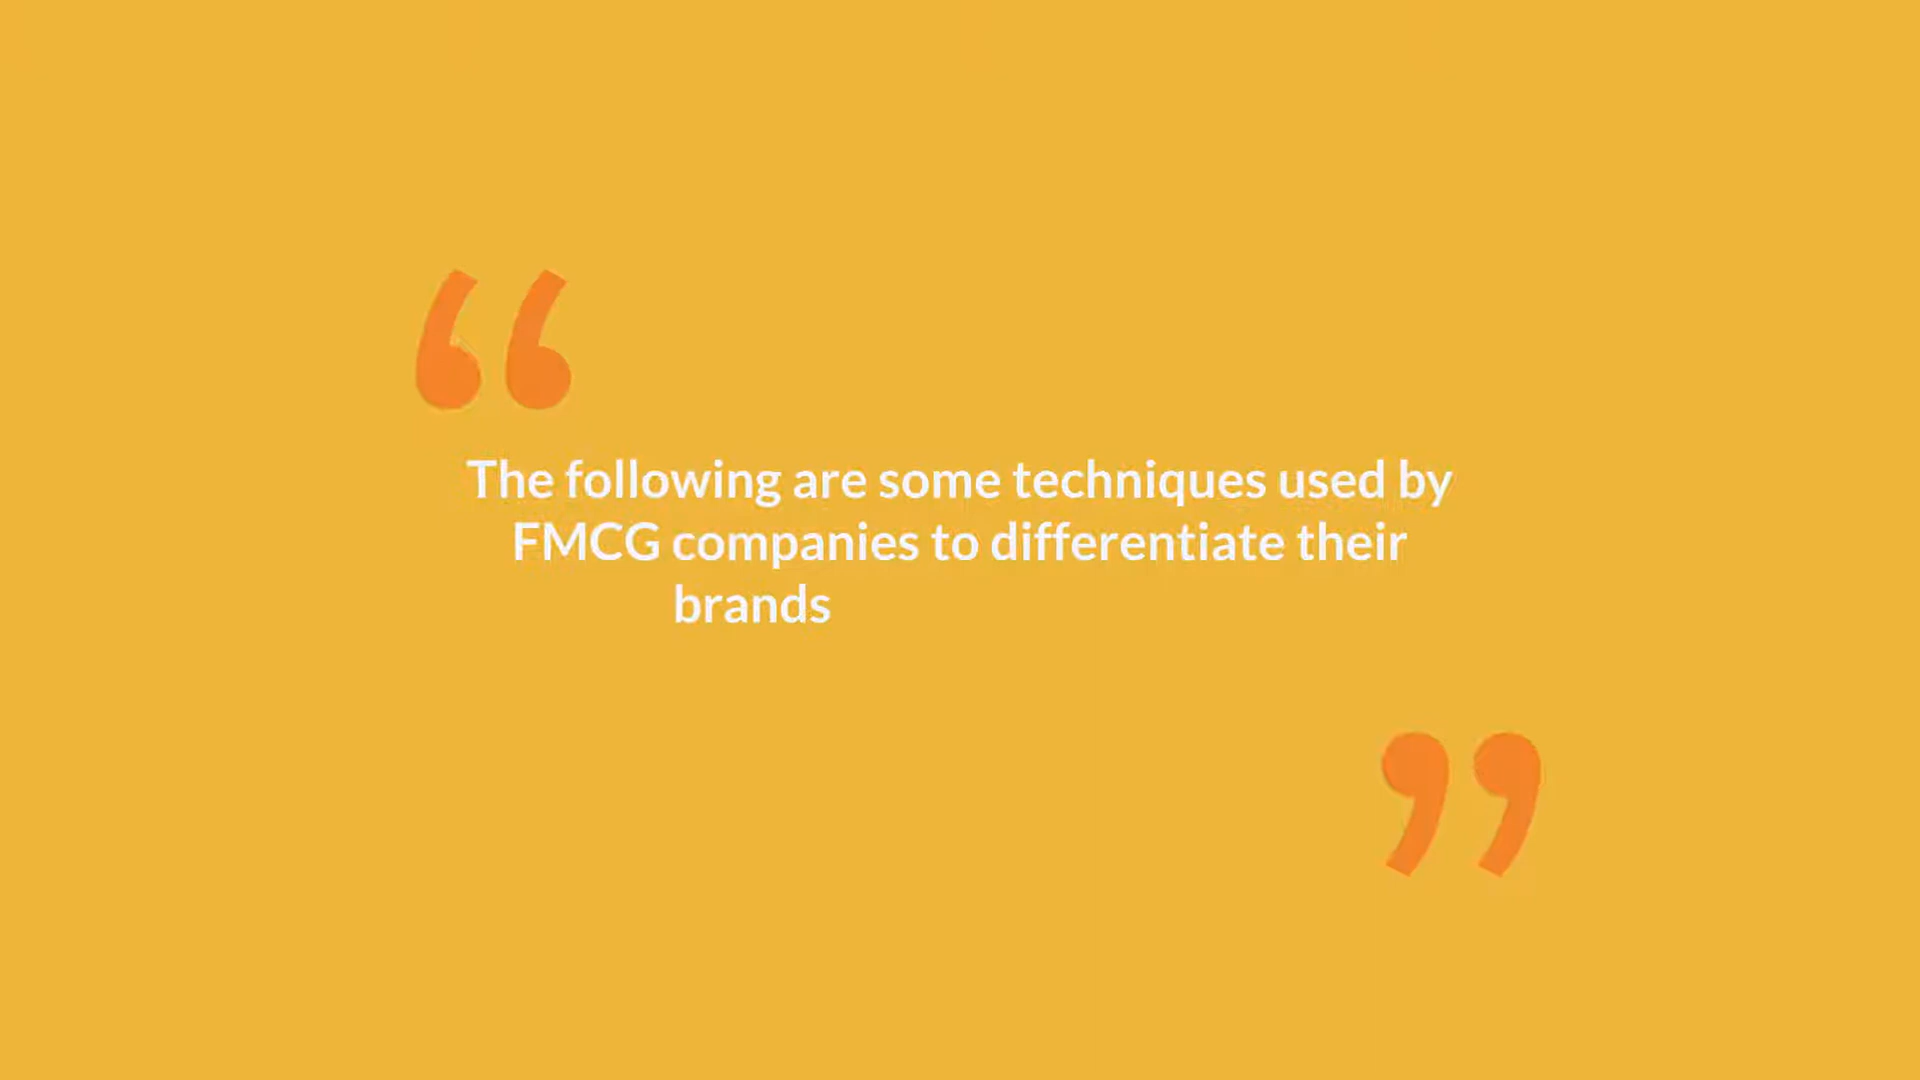 The following are some techniques used by
FMCG companies to differentiate their
brands